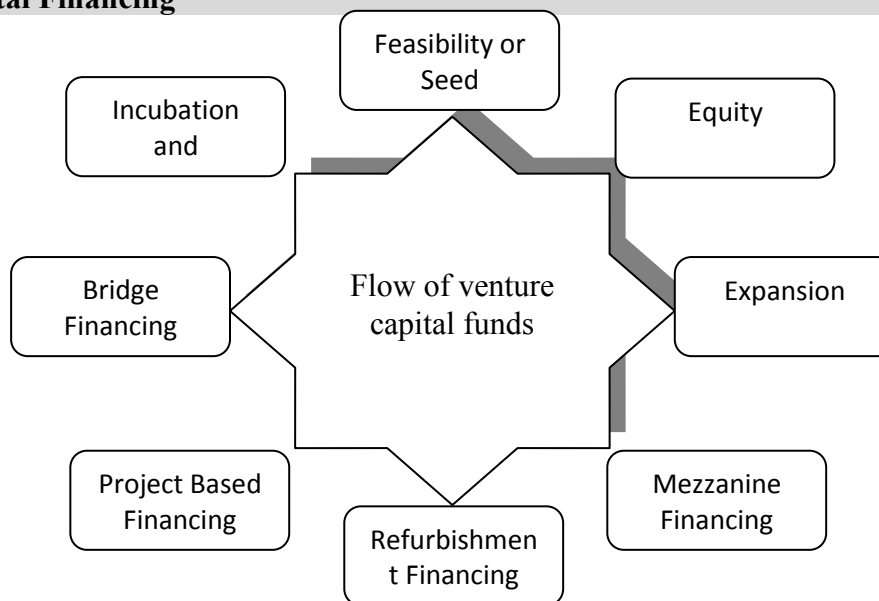 Financing
Feasibility or
Seed
Incubation
and
Equity
Bridge
Financing
Flow of venture
capital funds
Expansion
Project Based
Financing
Mezzanine
Financing
Refurbishmen
t Financing